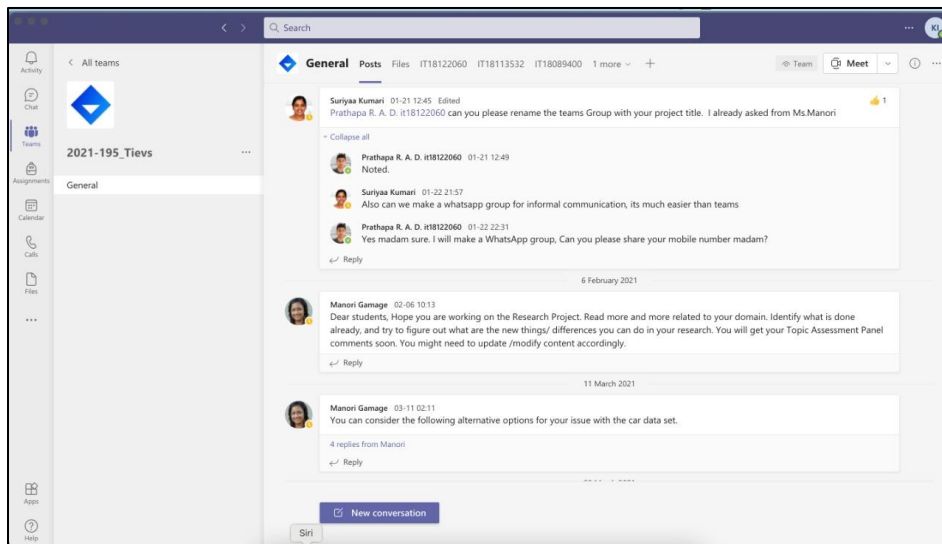 Search
KI
Activity
Chat
Teams
Assignments
Calendar
Calls
Files
Apps
Help
All teams
2021-195_Tievs
General
General Posts Files IT18122060 IT18113532 IT18089400 1 more
Team
Meet
Suriyaa Kumari 01-21 12:45 Edited
1
Prathapa R. A. D. it18122060 can you please rename the teams Group with your project title. I already asked from Ms.Manori
Collapse all
Prathapa R. A. D. it18122060 01-21 12:49
Noted.
Suriyaa Kumari 01-22 21:57
Also can we make a whatsapp group for informal communication, its much easier than teams
Prathapa R. A. D. it18122060 01-22 22:31
Yes madam sure. I will make a WhatsApp group, Can you please share your mobile number madam?
Reply
6 February 2021
Manori Gamage 02-06 10:13
Dear students, Hope you are working on the Research Project. Read more and more related to your domain. Identify what is done
already, and try to figure out what are the new things/ differences you can do in your research. You will get your Topic Assessment Panel
comments soon. You might need to update /modify content accordingly.
Reply
11 March 2021
Manori Gamage 03-11 02:11
You can consider the following alternative options for your issue with the car data set.
4 replies from Manori
Reply
New conversation
Siri